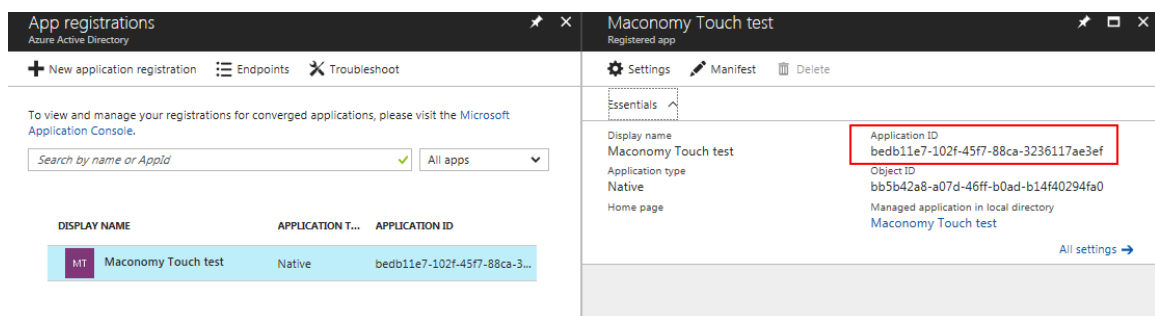 App registrations
Azure Active Directory
New application registration Endpoints Troubleshoot
To view and manage your registrations for converged applications, please visit the Microsoft
Application Console.
Search by name or AppId All apps
DISPLAY NAME APPLICATION T... APPLICATION ID
MT Maconomy Touch test Native bedb11e7-102f-45f7-88ca-3...
Maconomy Touch test
Registered app
Settings Manifest Delete
Essentials
Display name
Maconomy Touch test
Application type
Native
Home page
Application ID
bedb11e7-102f-45f7-88ca-3236117ae3ef
Object ID
bb5b42a8-a07d-46ff-b0ad-b14f40294fa0
Managed application in local directory
Maconomy Touch test
All settings